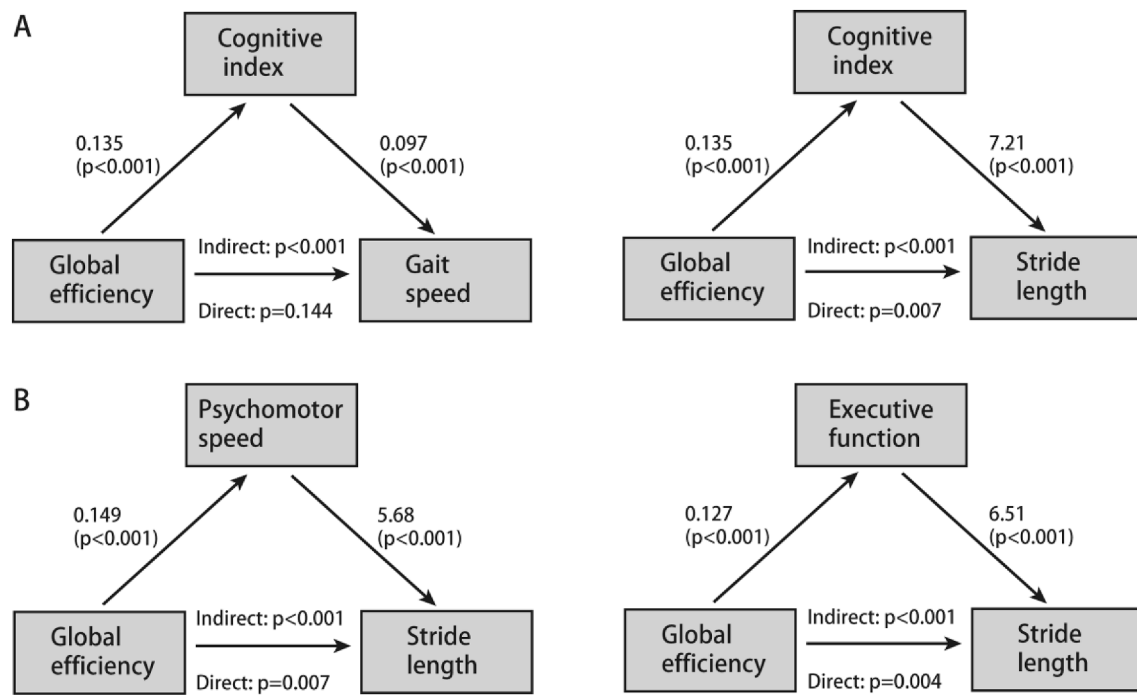 A
Cognitive
index
0.135
(p<0.001)
0.097
(p<0.001)
Global
efficiency
Indirect: p<0.001
Direct: p=0.144
Gait
speed
Cognitive
index
0.135
(p<0.001)
7.21
(p<0.001)
Global
efficiency
Indirect: p<0.001
Direct: p=0.007
Stride
length
B
Psychomotor
speed
0.149
(p<0.001)
5.68
(p<0.001)
Global
efficiency
Indirect: p<0.001
Direct: p=0.007
Stride
length
Executive
function
0.127
(p<0.001)
6.51
(p<0.001)
Global
efficiency
Indirect: p<0.001
Direct: p=0.004
Stride
length